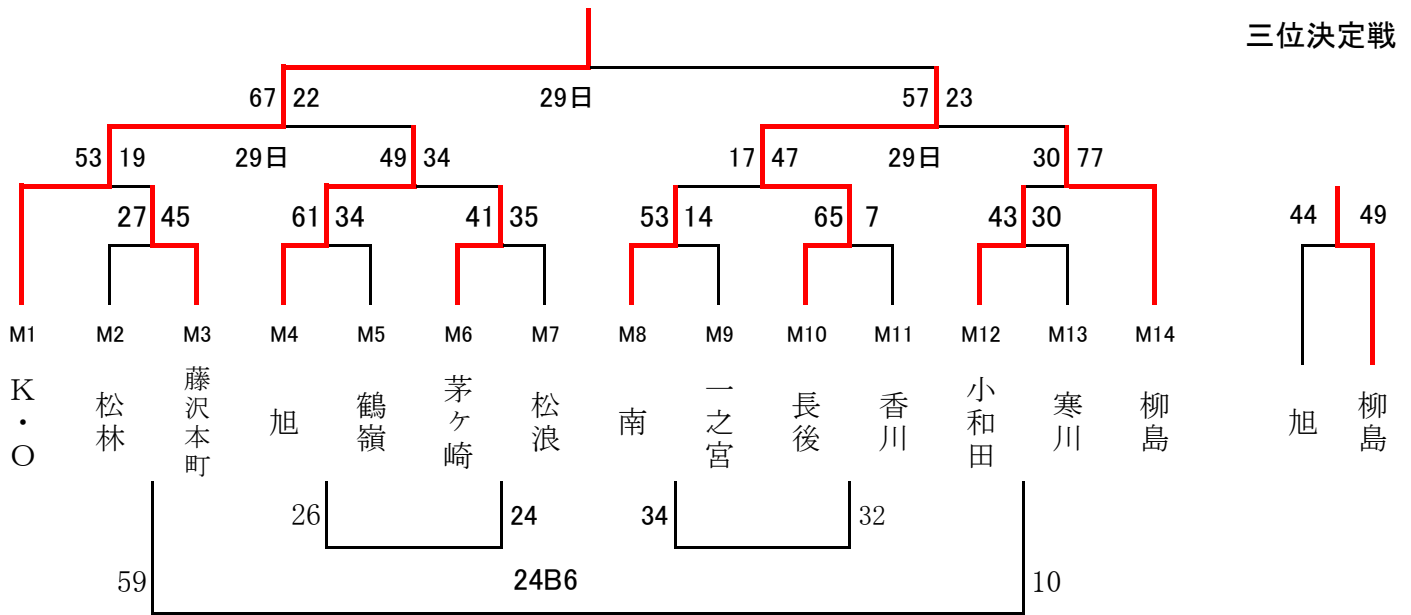 三位決定戦
67 22 29日 57 23
53 19 29日 49 34 17 47 29日 30 77
27 45 61 34 41 35 53 14 65 7 43 30 44 49
M1 M2 M3 M4 M5 M6 M7 M8 M9 M10 M11 M12 M13 M14
K・O 松林 藤沢本町 旭 鶴嶺 茅ケ崎 松浪 南 一之宮 長後 香川 小和田 寒川 柳島 旭 柳島
26 24 34 32
59 24B6 10